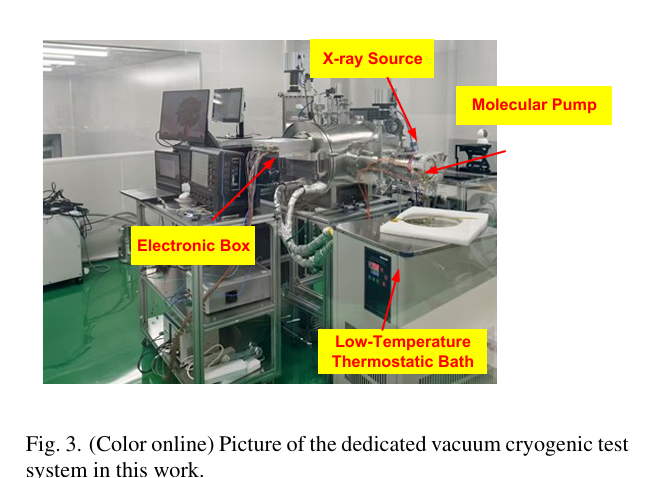 X-ray Source
Molecular Pump
Electronic Box
Low-Temperature
Thermostatic Bath
Fig. 3. (Color online) Picture of the dedicated vacuum cryogenic test
system in this work.